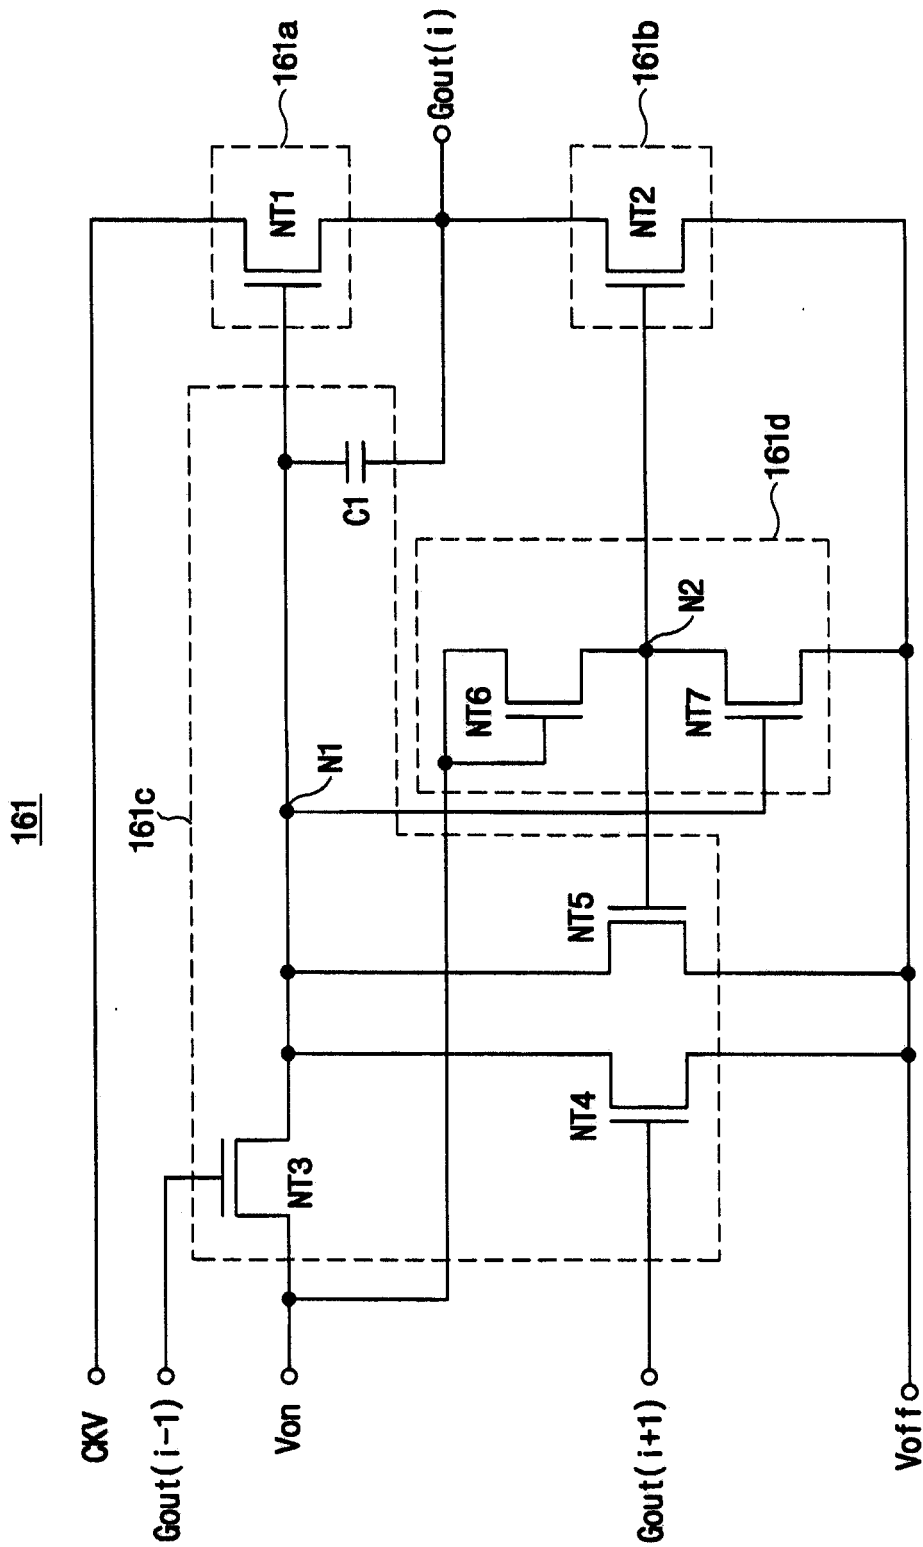 161
CKV
Gout(i-1)
Von
Gout(i+1)
Voff
161c
NT3
NT4
NT5
N1
C1
NT6
NT7
N2
161d
NT1
161a
Gout(i)
NT2
161b